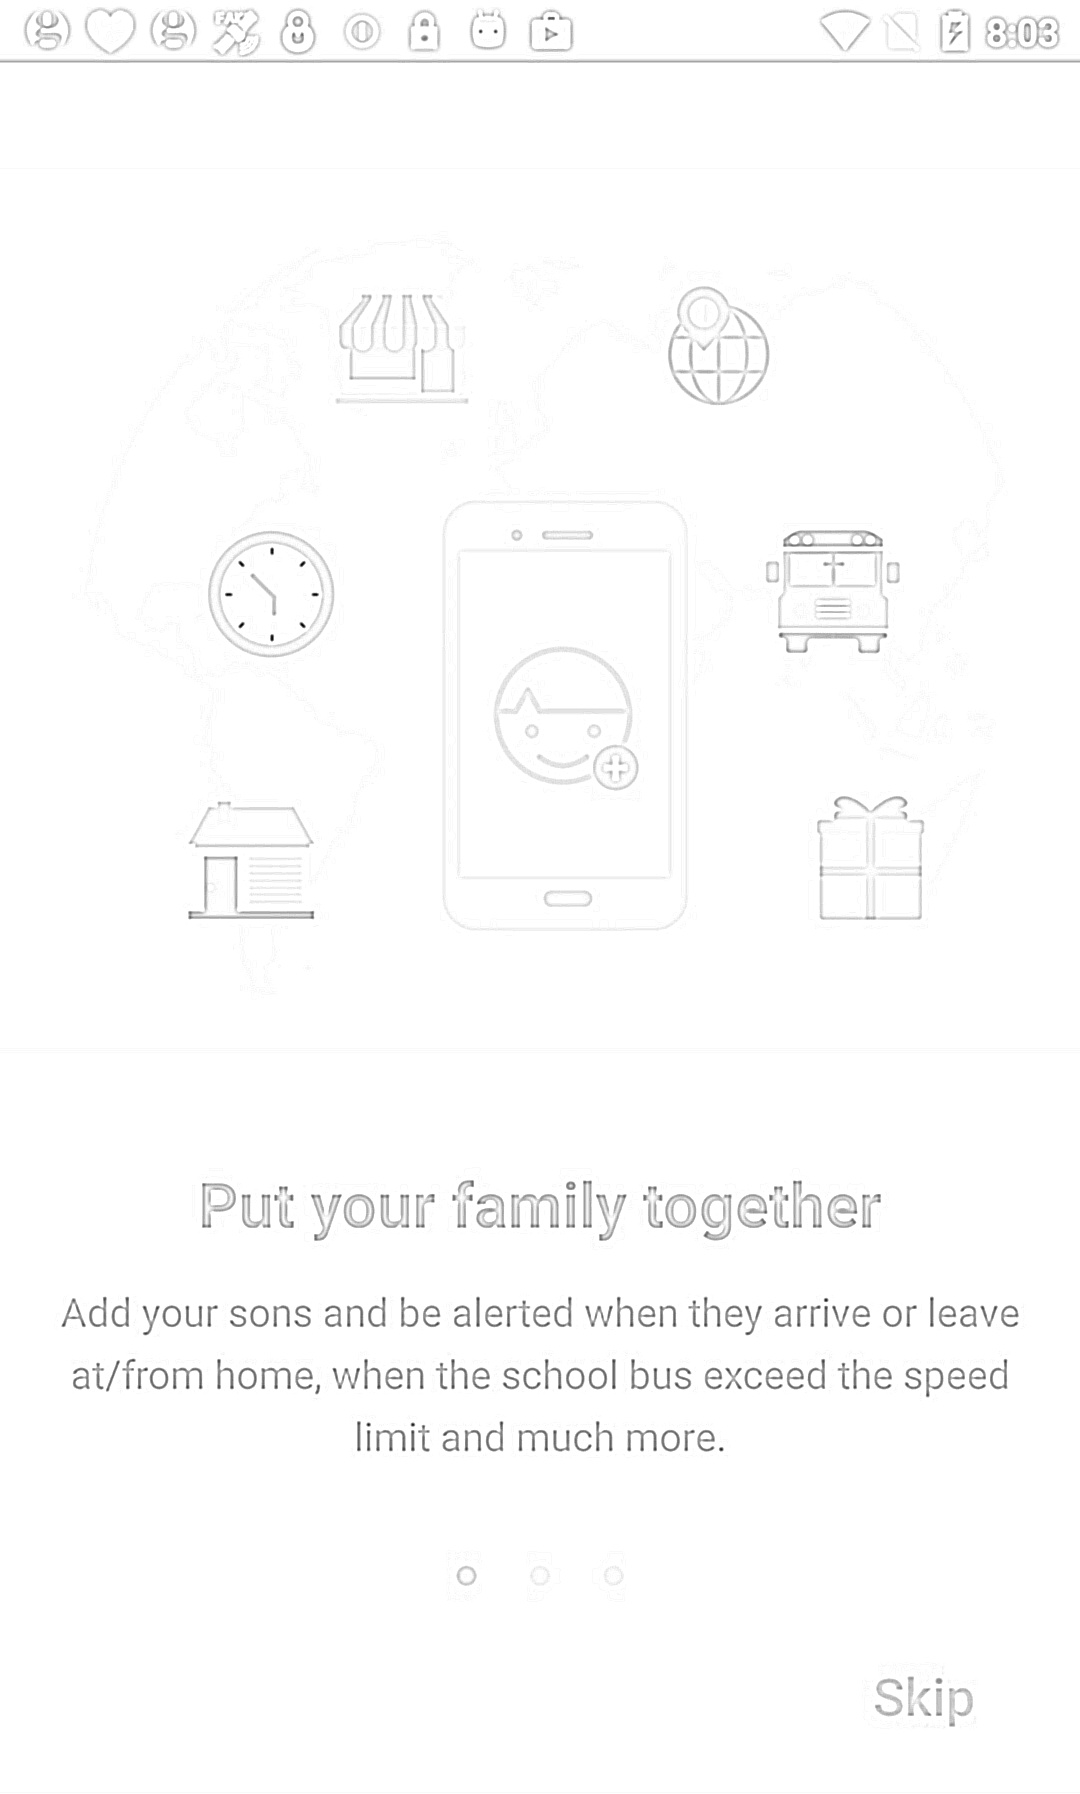 8:03
Put your family together
Add your sons and be alerted when they arrive or leave
at/from home, when the school bus exceed the speed
limit and much more.
Skip